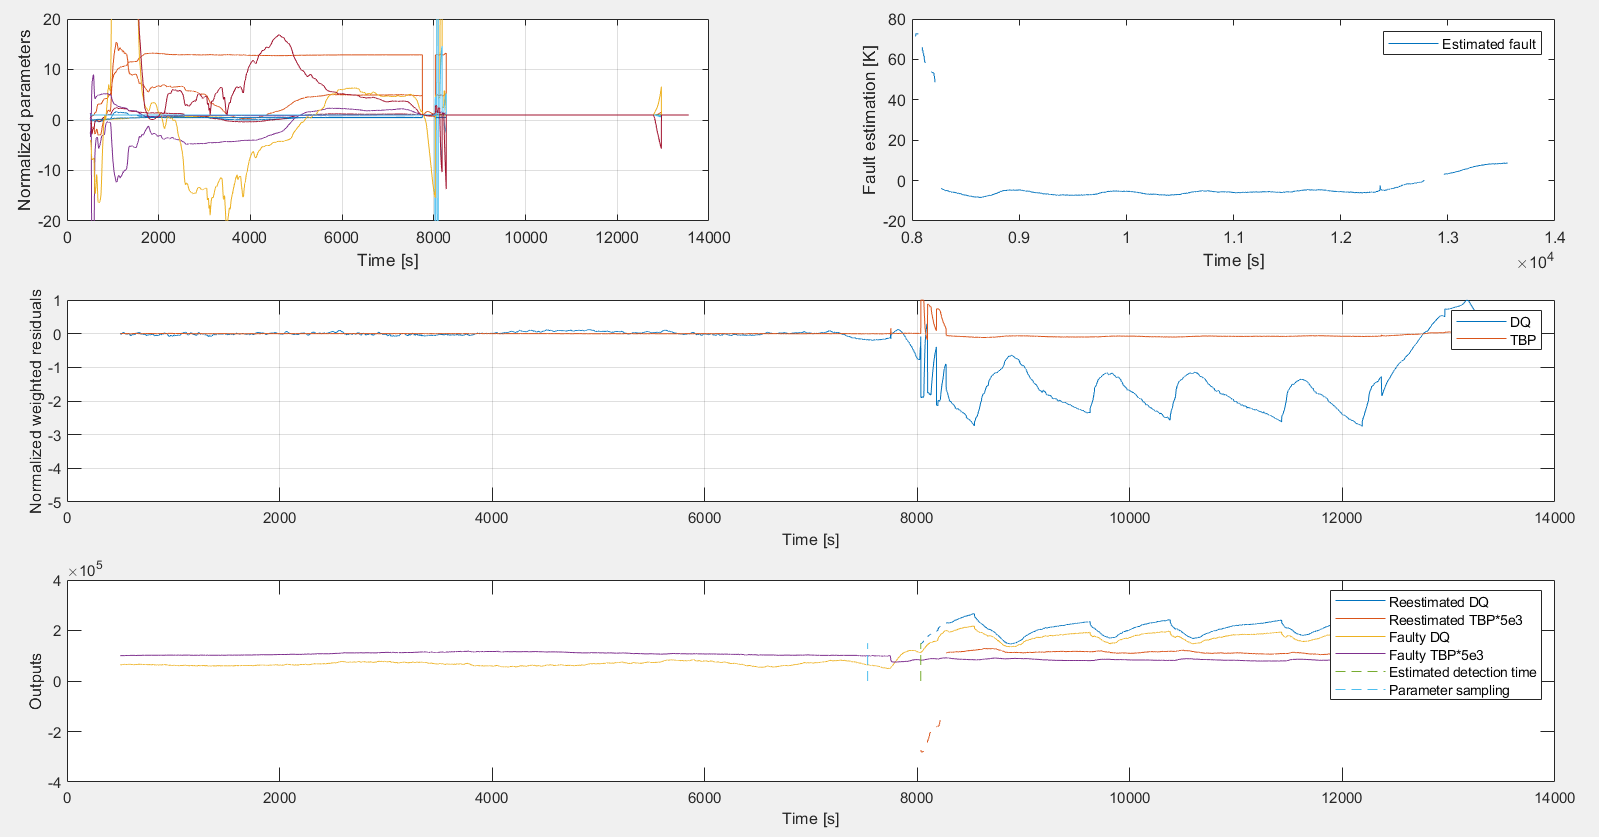 20
10
0
-10
-20
Normalized parameters
0 2000 4000 6000 8000 10000 12000 14000
Time [s]
80
60
40
20
0
-20
Fault estimation [K]
Estimated fault
0.8 0.9 1 1.1 1.2 1.3 1.4
×10^4
Time [s]
1
0
-1
-2
-3
-4
-5
Normalized weighted residuals
DQ
TBP
0 2000 4000 6000 8000 10000 12000 14000
Time [s]
×10^5
4
2
0
-2
-4
Outputs
Reestimated DQ
Reestimated TBP*5e3
Faulty DQ
Faulty TBP*5e3
Estimated detection time
Parameter sampling
0 2000 4000 6000 8000 10000 12000 14000
Time [s]